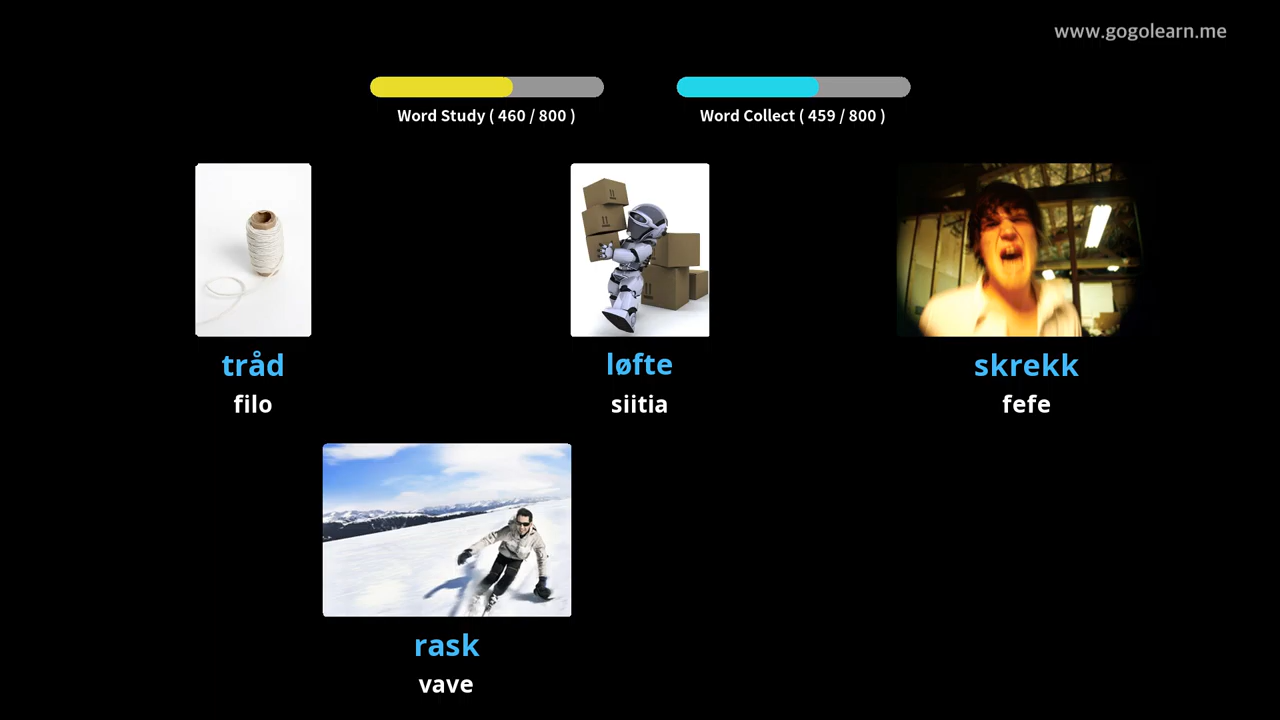 www.gogolearn.me
Word Study ( 460 / 800 )
Word Collect ( 459 / 800 )
tråd
filo
løfte
siitia
skrekk
fefe
rask
vave